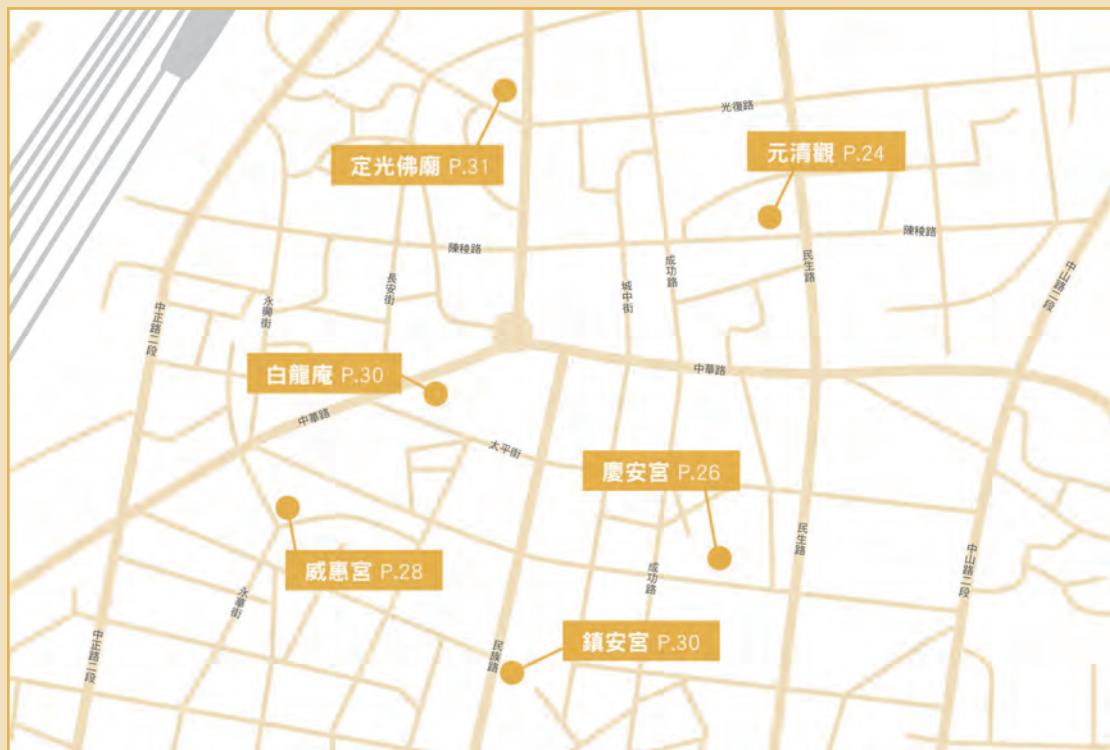 光復路
元清觀 P.24
定光佛廟 P.31
陳稜路
陳稜路
民生路
成功路
中山路二段
長安街
城中街
永興街
中正路二段
白龍庵 P.30
中華路
中華路
太平街
慶安宮 P.26
威惠宮 P.28
民生路
中山路二段
成功路
永華街
中正路二段
民族路
鎮安宮 P.30